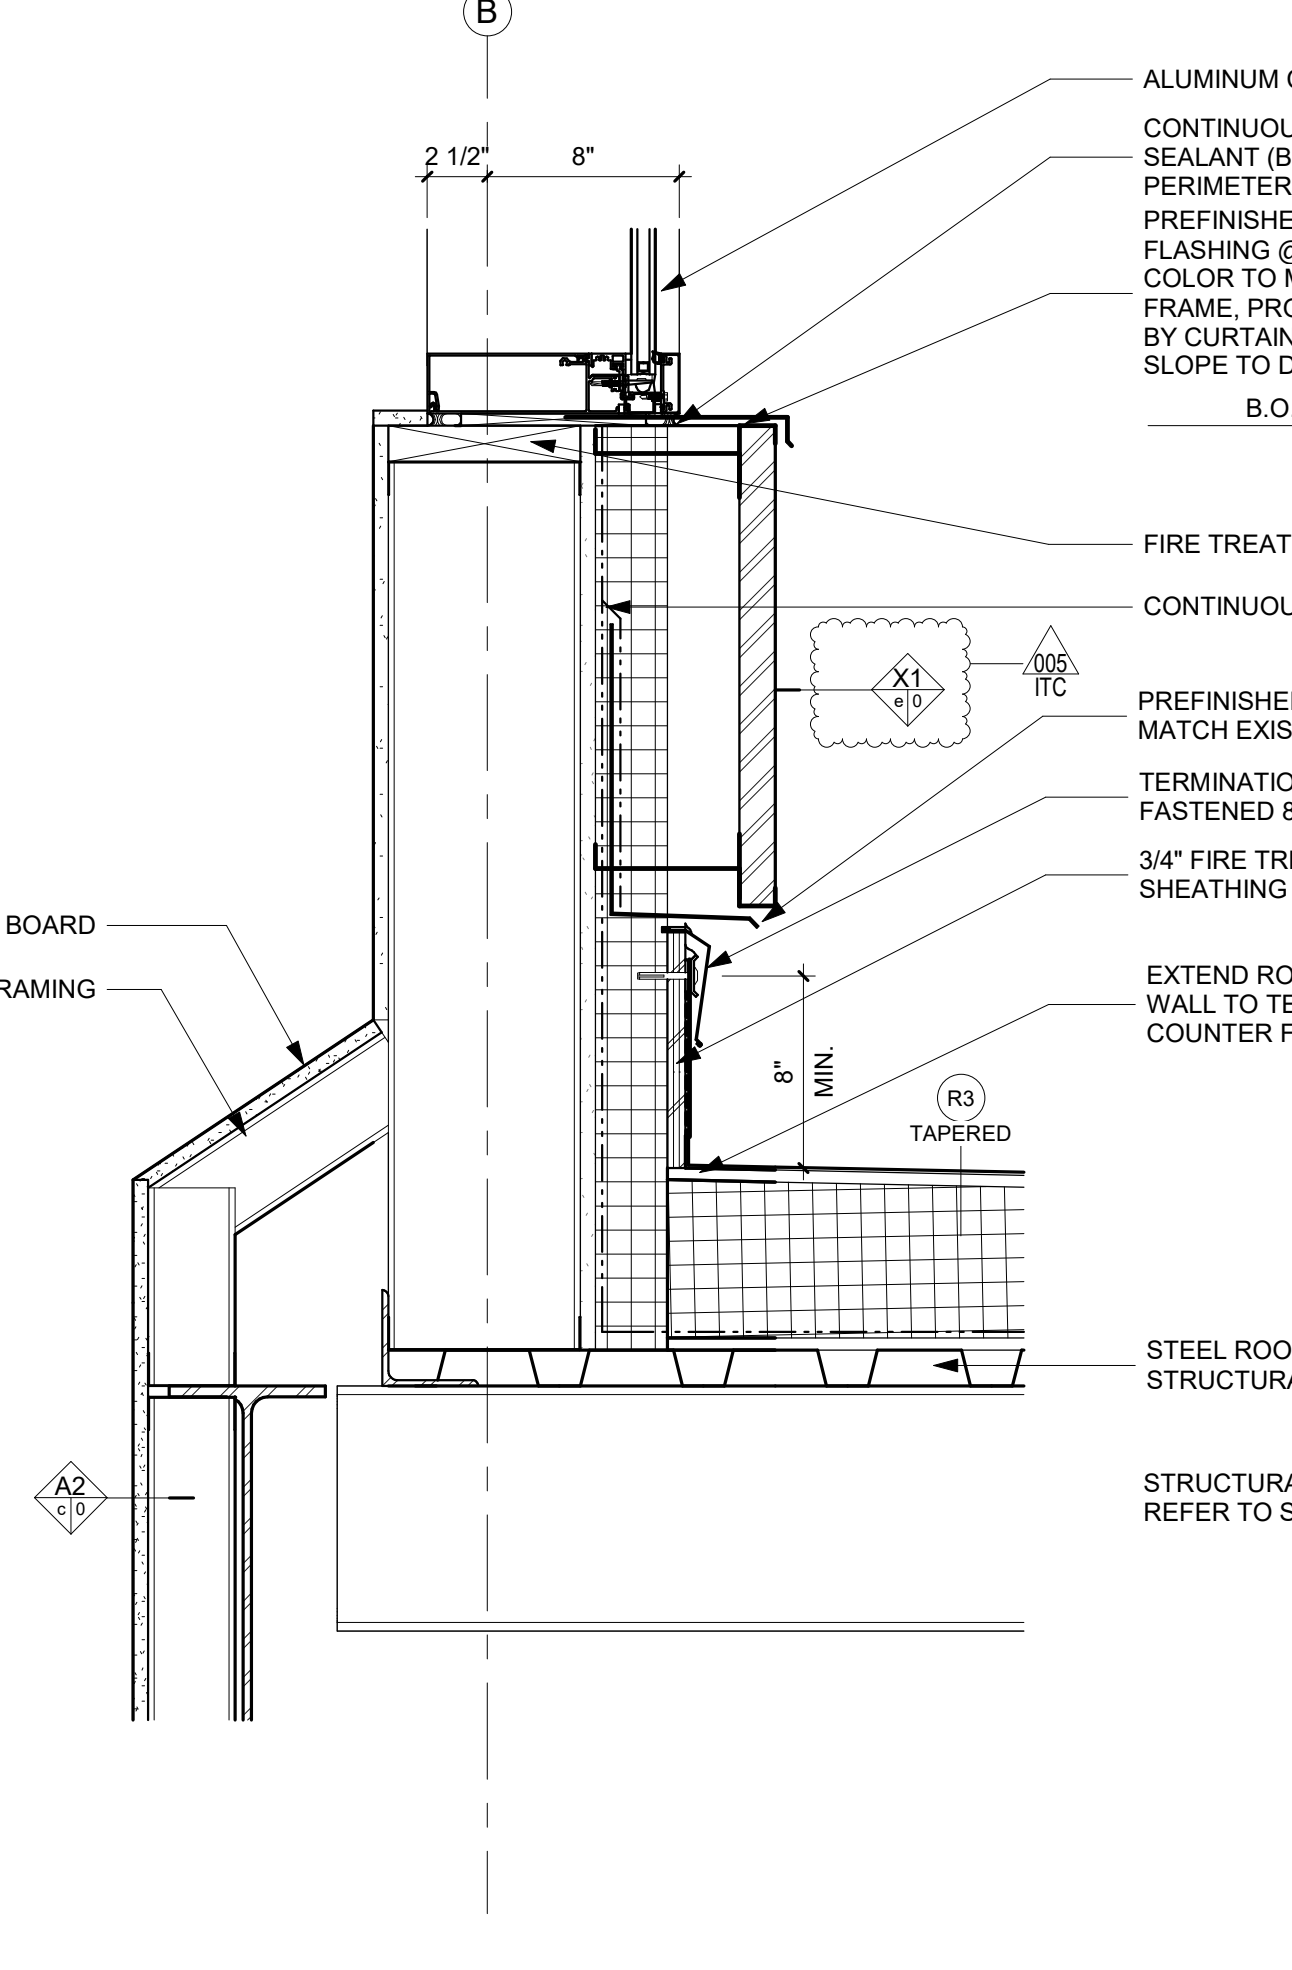 B
2 1/2"
8"
ALUMINUM
CONTINUOU
SEALANT (B
PERIMETER
PREFINISHE
FLASHING @
COLOR TO M
FRAME, PRO
BY CURTAIN
SLOPE TO D
B.O.
FIRE TREAT
CONTINUOU
X1
e 0
005
ITC
PREFINISHE
MATCH EXIS
TERMINATIO
FASTENED 8
3/4" FIRE TR
SHEATHING
BOARD
RAMING
EXTEND RO
WALL TO TE
COUNTER F
8"
MIN.
R3
TAPERED
STEEL ROO
STRUCTURA
A2
c 0
STRUCTURA
REFER TO S